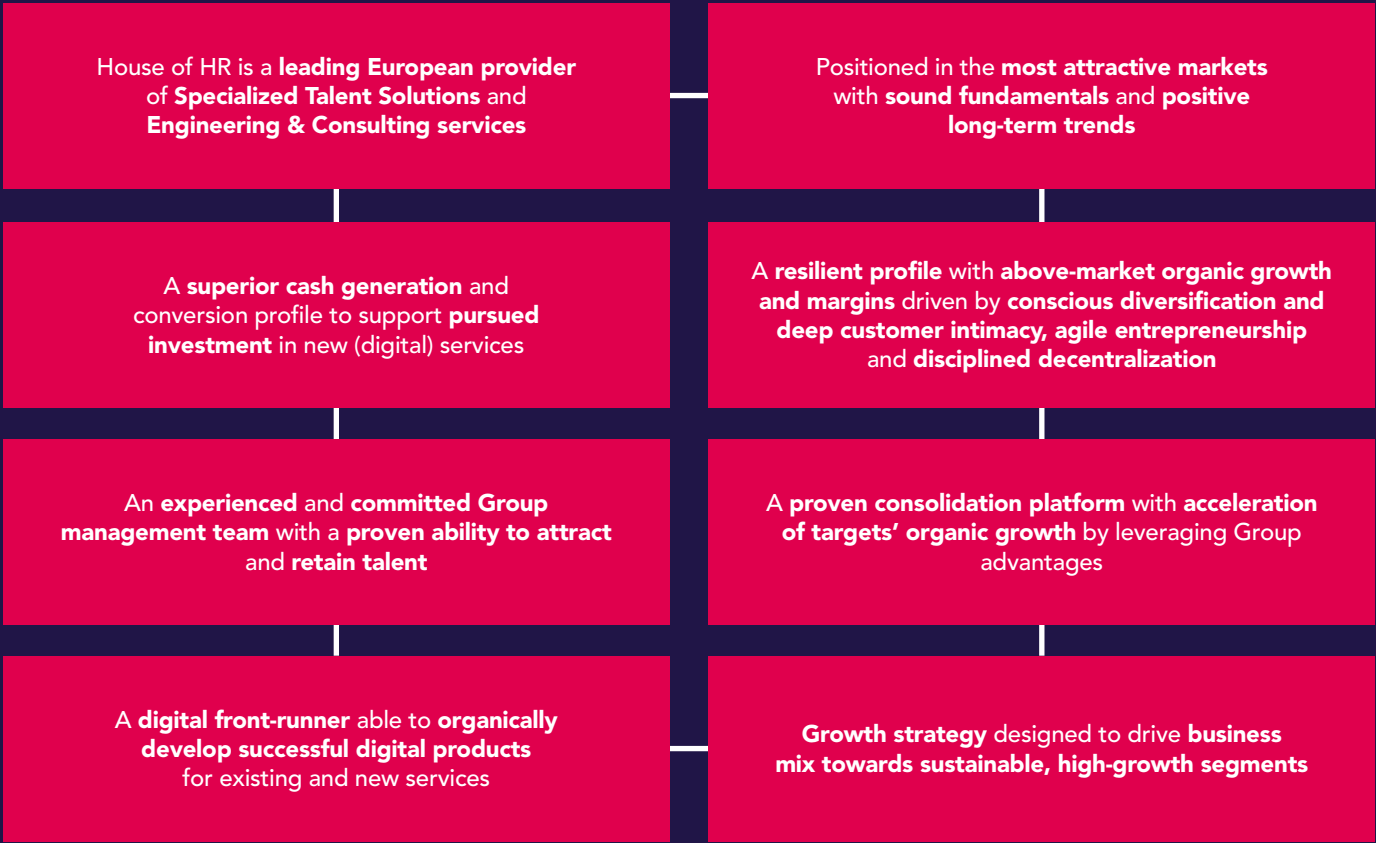 House of HR is a leading European provider
of Specialized Talent Solutions and
Engineering & Consulting services
Positioned in the most attractive markets
with sound fundamentals and positive
long-term trends
A superior cash generation and
conversion profile to support pursued
investment in new (digital) services
A resilient profile with above-market organic growth
and margins driven by conscious diversification and
deep customer intimacy, agile entrepreneurship
and disciplined decentralization
An experienced and committed Group
management team with a proven ability to attract
and retain talent
A proven consolidation platform with acceleration
of targets’ organic growth by leveraging Group
advantages
A digital front-runner able to organically
develop successful digital products
for existing and new services
Growth strategy designed to drive business
mix towards sustainable, high-growth segments